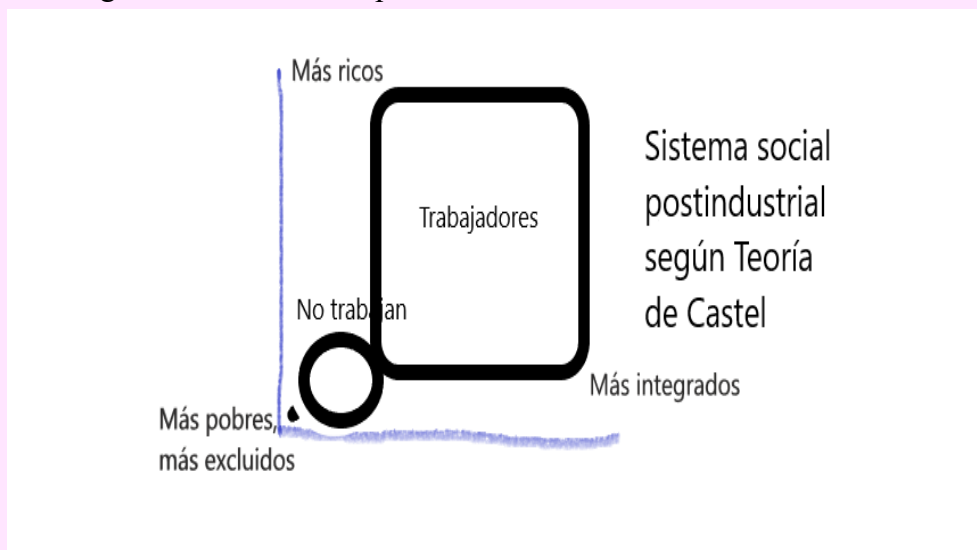 Más ricos
Sistema social
postindustrial
según Teoría
de Castel
Trabajadores
No trabajan
Más integrados
Más pobres,
más excluidos